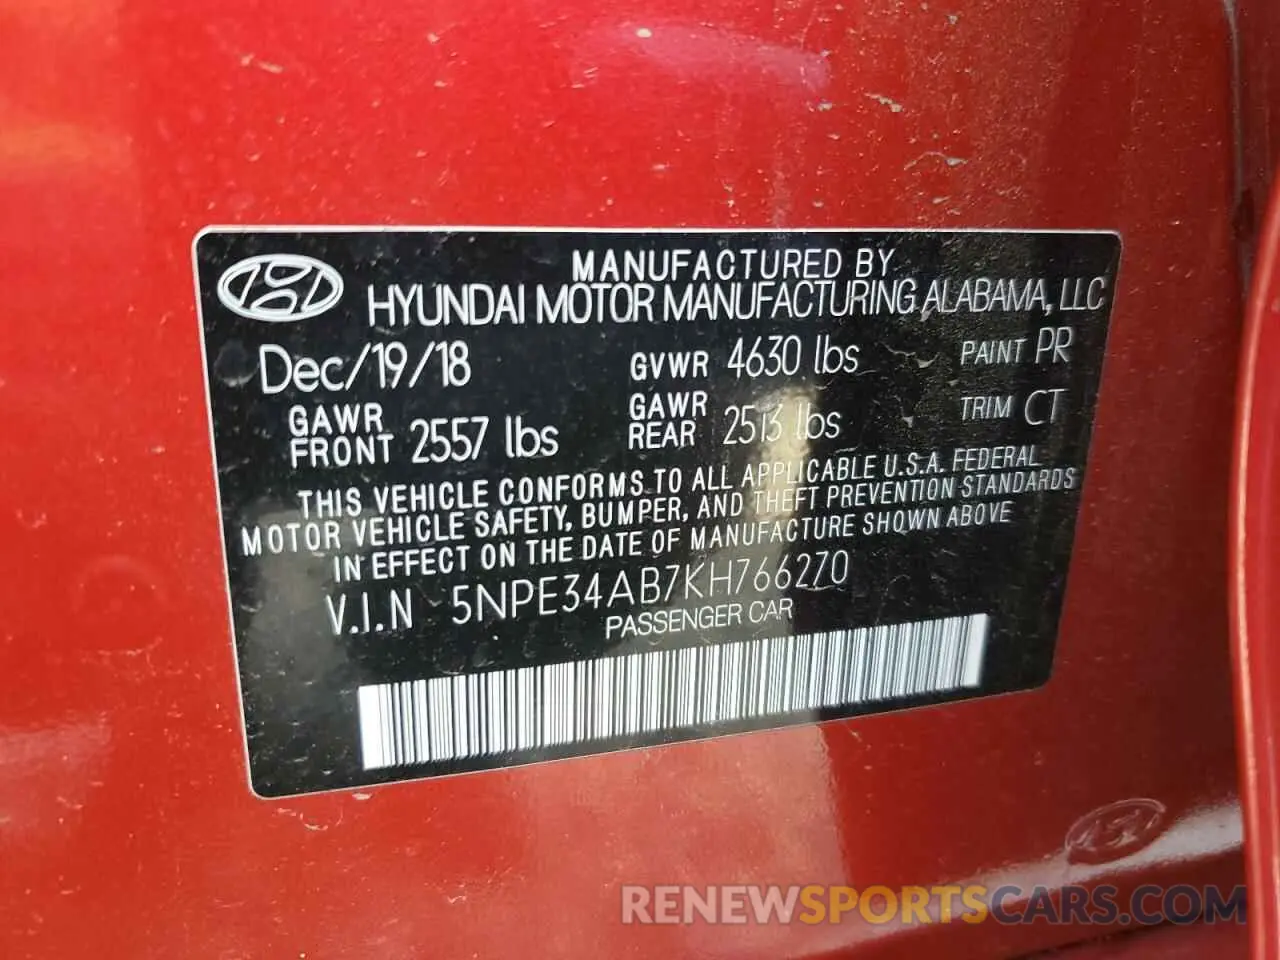 MANUFACTURED BY
HYUNDAI MOTOR MANUFACTURING ALABAMA, LLC
Dec/19/18 GVWR 4630 lbs PAINT PR
GAWR FRONT 2557 lbs GAWR REAR 2513 lbs TRIM CT
THIS VEHICLE CONFORMS TO ALL APPLICABLE U.S.A. FEDERAL
MOTOR VEHICLE SAFETY, BUMPER, AND THEFT PREVENTION STANDARDS
IN EFFECT ON THE DATE OF MANUFACTURE SHOWN ABOVE
V.I.N 5NPE34AB7KH766270
PASSENGER CAR
RENEWSPORTSCARS.COM